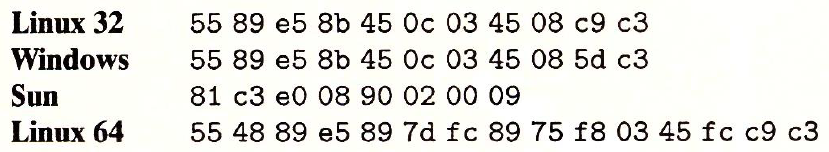 Linux 32 55 89 e5 8b 45 0c 03 45 08 c9 c3
Windows 55 89 e5 8b 45 0c 03 45 08 5d c3
Sun 81 c3 e0 08 90 02 00 09
Linux 64 55 48 89 e5 89 7d fc 89 75 f8 03 45 fc c9 c3